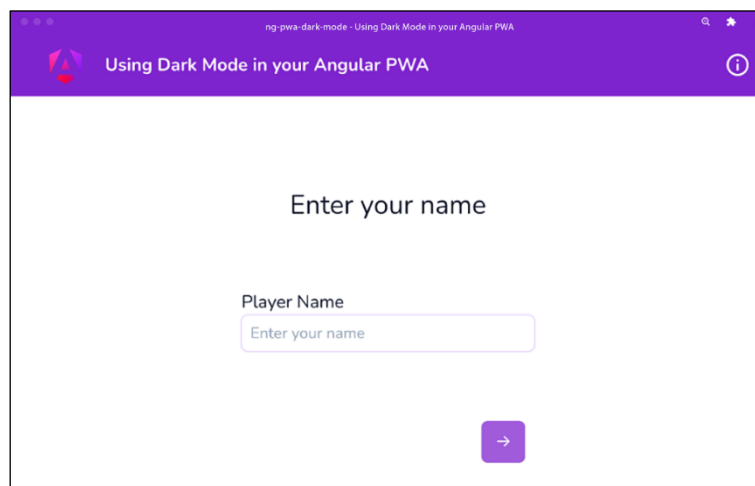 ng-pwa-dark-mode - Using Dark Mode in your Angular PWA
Using Dark Mode in your Angular PWA
Enter your name
Player Name
Enter your name